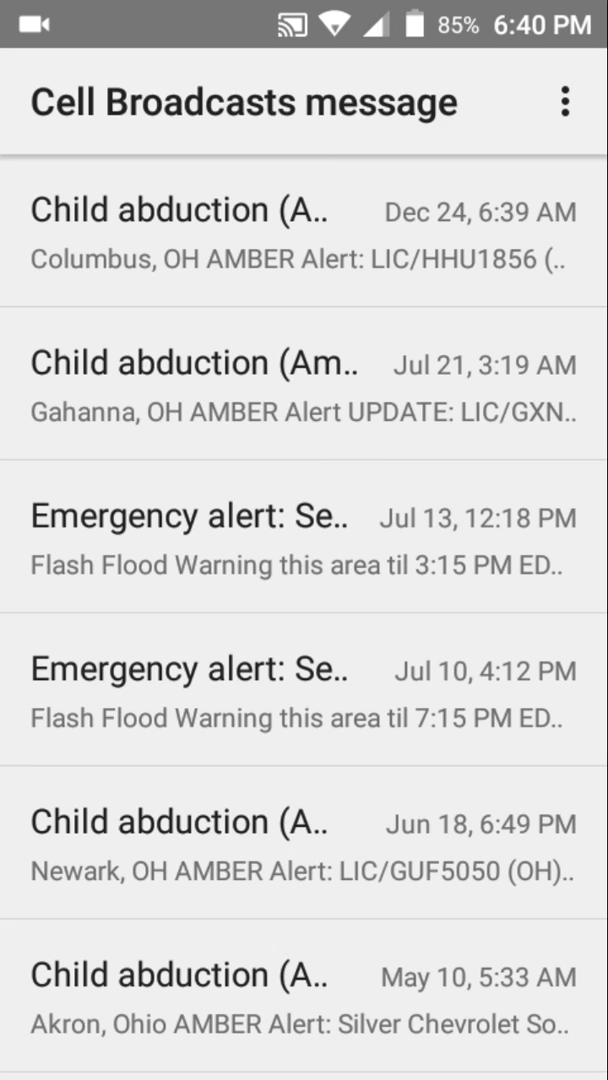 85% 6:40 PM
Cell Broadcasts message
Child abduction (A.. Dec 24, 6:39 AM
Columbus, OH AMBER Alert: LIC/HHU1856 (..
Child abduction (Am.. Jul 21, 3:19 AM
Gahanna, OH AMBER Alert UPDATE: LIC/GXN..
Emergency alert: Se.. Jul 13, 12:18 PM
Flash Flood Warning this area til 3:15 PM ED..
Emergency alert: Se.. Jul 10, 4:12 PM
Flash Flood Warning this area til 7:15 PM ED..
Child abduction (A.. Jun 18, 6:49 PM
Newark, OH AMBER Alert: LIC/GUF5050 (OH)..
Child abduction (A.. May 10, 5:33 AM
Akron, Ohio AMBER Alert: Silver Chevrolet So..